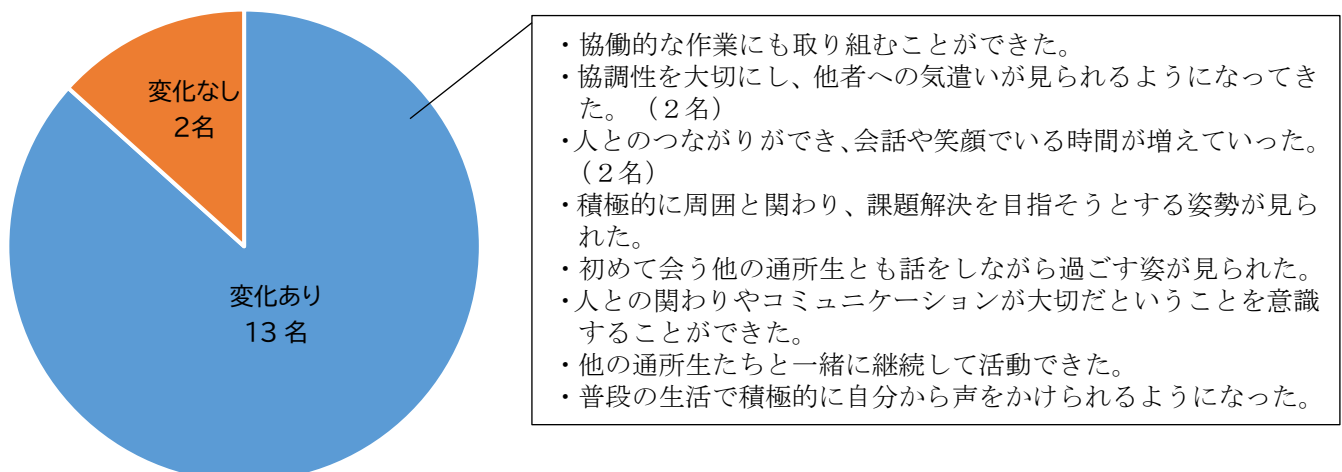 変化なし
2名
変化あり
13 名
・協働的な作業にも取り組むことができた。
・協調性を大切にし、他者への気遣いが見られるようになってき
た。（２名）
・人とのつながりができ、会話や笑顔でいる時間が増えていった。
（２名）
・積極的に周囲と関わり、課題解決を目指そうとする姿勢が見ら
れた。
・初めて会う他の通所生とも話をしながら過ごす姿が見られた。
・人との関わりやコミュニケーションが大切だということを意識
することができた。
・他の通所生たちと一緒に継続して活動できた。
・普段の生活で積極的に自分から声をかけられるようになった。